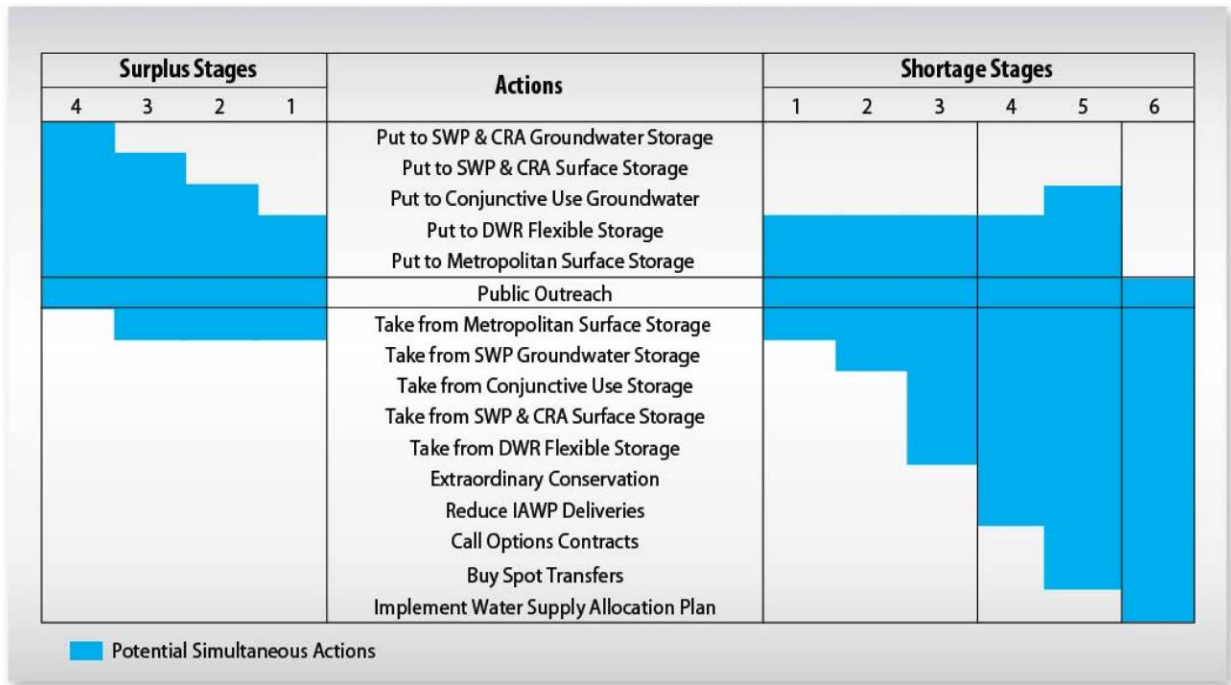 Surplus Stages Actions Shortage Stages
4 3 2 1 1 2 3 4 5 6
Put to SWP & CRA Groundwater Storage
Put to SWP & CRA Surface Storage
Put to Conjunctive Use Groundwater
Put to DWR Flexible Storage
Put to Metropolitan Surface Storage
Public Outreach
Take from Metropolitan Surface Storage
Take from SWP Groundwater Storage
Take from Conjunctive Use Storage
Take from SWP & CRA Surface Storage
Take from DWR Flexible Storage
Extraordinary Conservation
Reduce IAWP Deliveries
Call Options Contracts
Buy Spot Transfers
Implement Water Supply Allocation Plan
Potential Simultaneous Actions